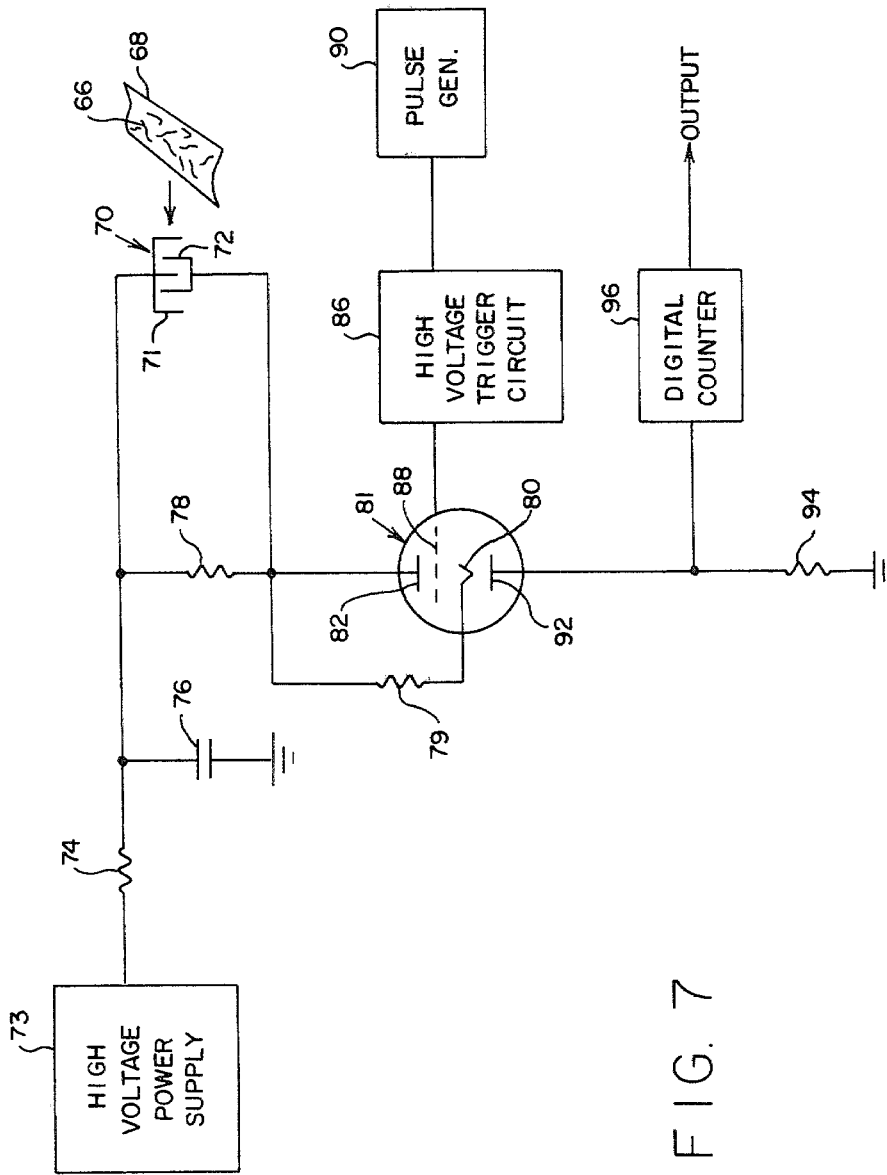 73
HIGH
VOLTAGE
POWER
SUPPLY
74
76
78
79
70
71
72
66
68
81
82
88
80
92
86
HIGH
VOLTAGE
TRIGGER
CIRCUIT
90
PULSE
GEN.
94
96
DIGITAL
COUNTER
OUTPUT
FIG. 7